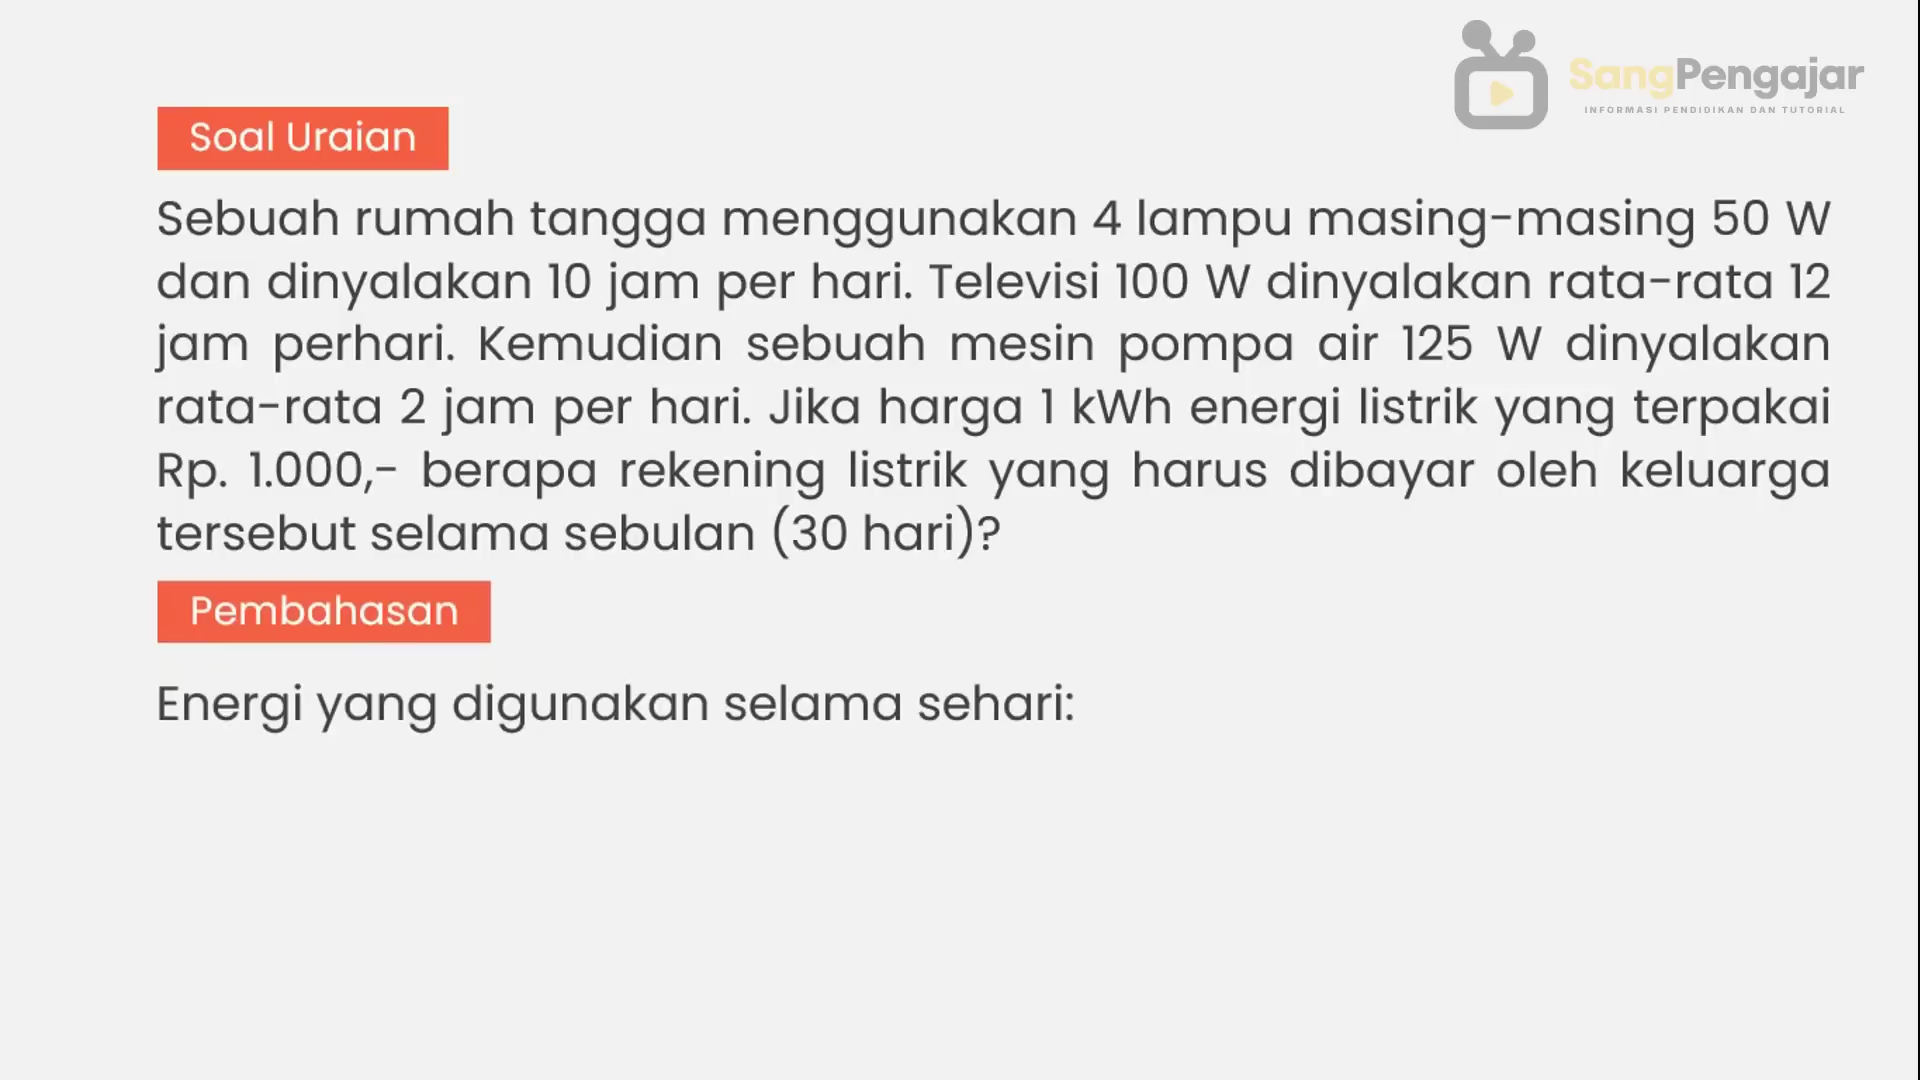 SangPengajar
INFORMASI PENDIDIKAN DAN TUTORIAL
Soal Uraian
Sebuah rumah tangga menggunakan 4 lampu masing-masing 50 W
dan dinyalakan 10 jam per hari. Televisi 100 W dinyalakan rata-rata 12
jam perhari. Kemudian sebuah mesin pompa air 125 W dinyalakan
rata-rata 2 jam per hari. Jika harga 1 kWh energi listrik yang terpakai
Rp. 1.000,- berapa rekening listrik yang harus dibayar oleh keluarga
tersebut selama sebulan (30 hari)?
Pembahasan
Energi yang digunakan selama sehari: